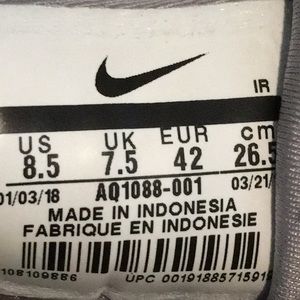 IR
US UK EUR cm
8.5 7.5 42 26.5
01/03/18 AQ1088-001 03/21/
MADE IN INDONESIA
FABRIQUE EN INDONESIE
108109886
UPC 00191885715919